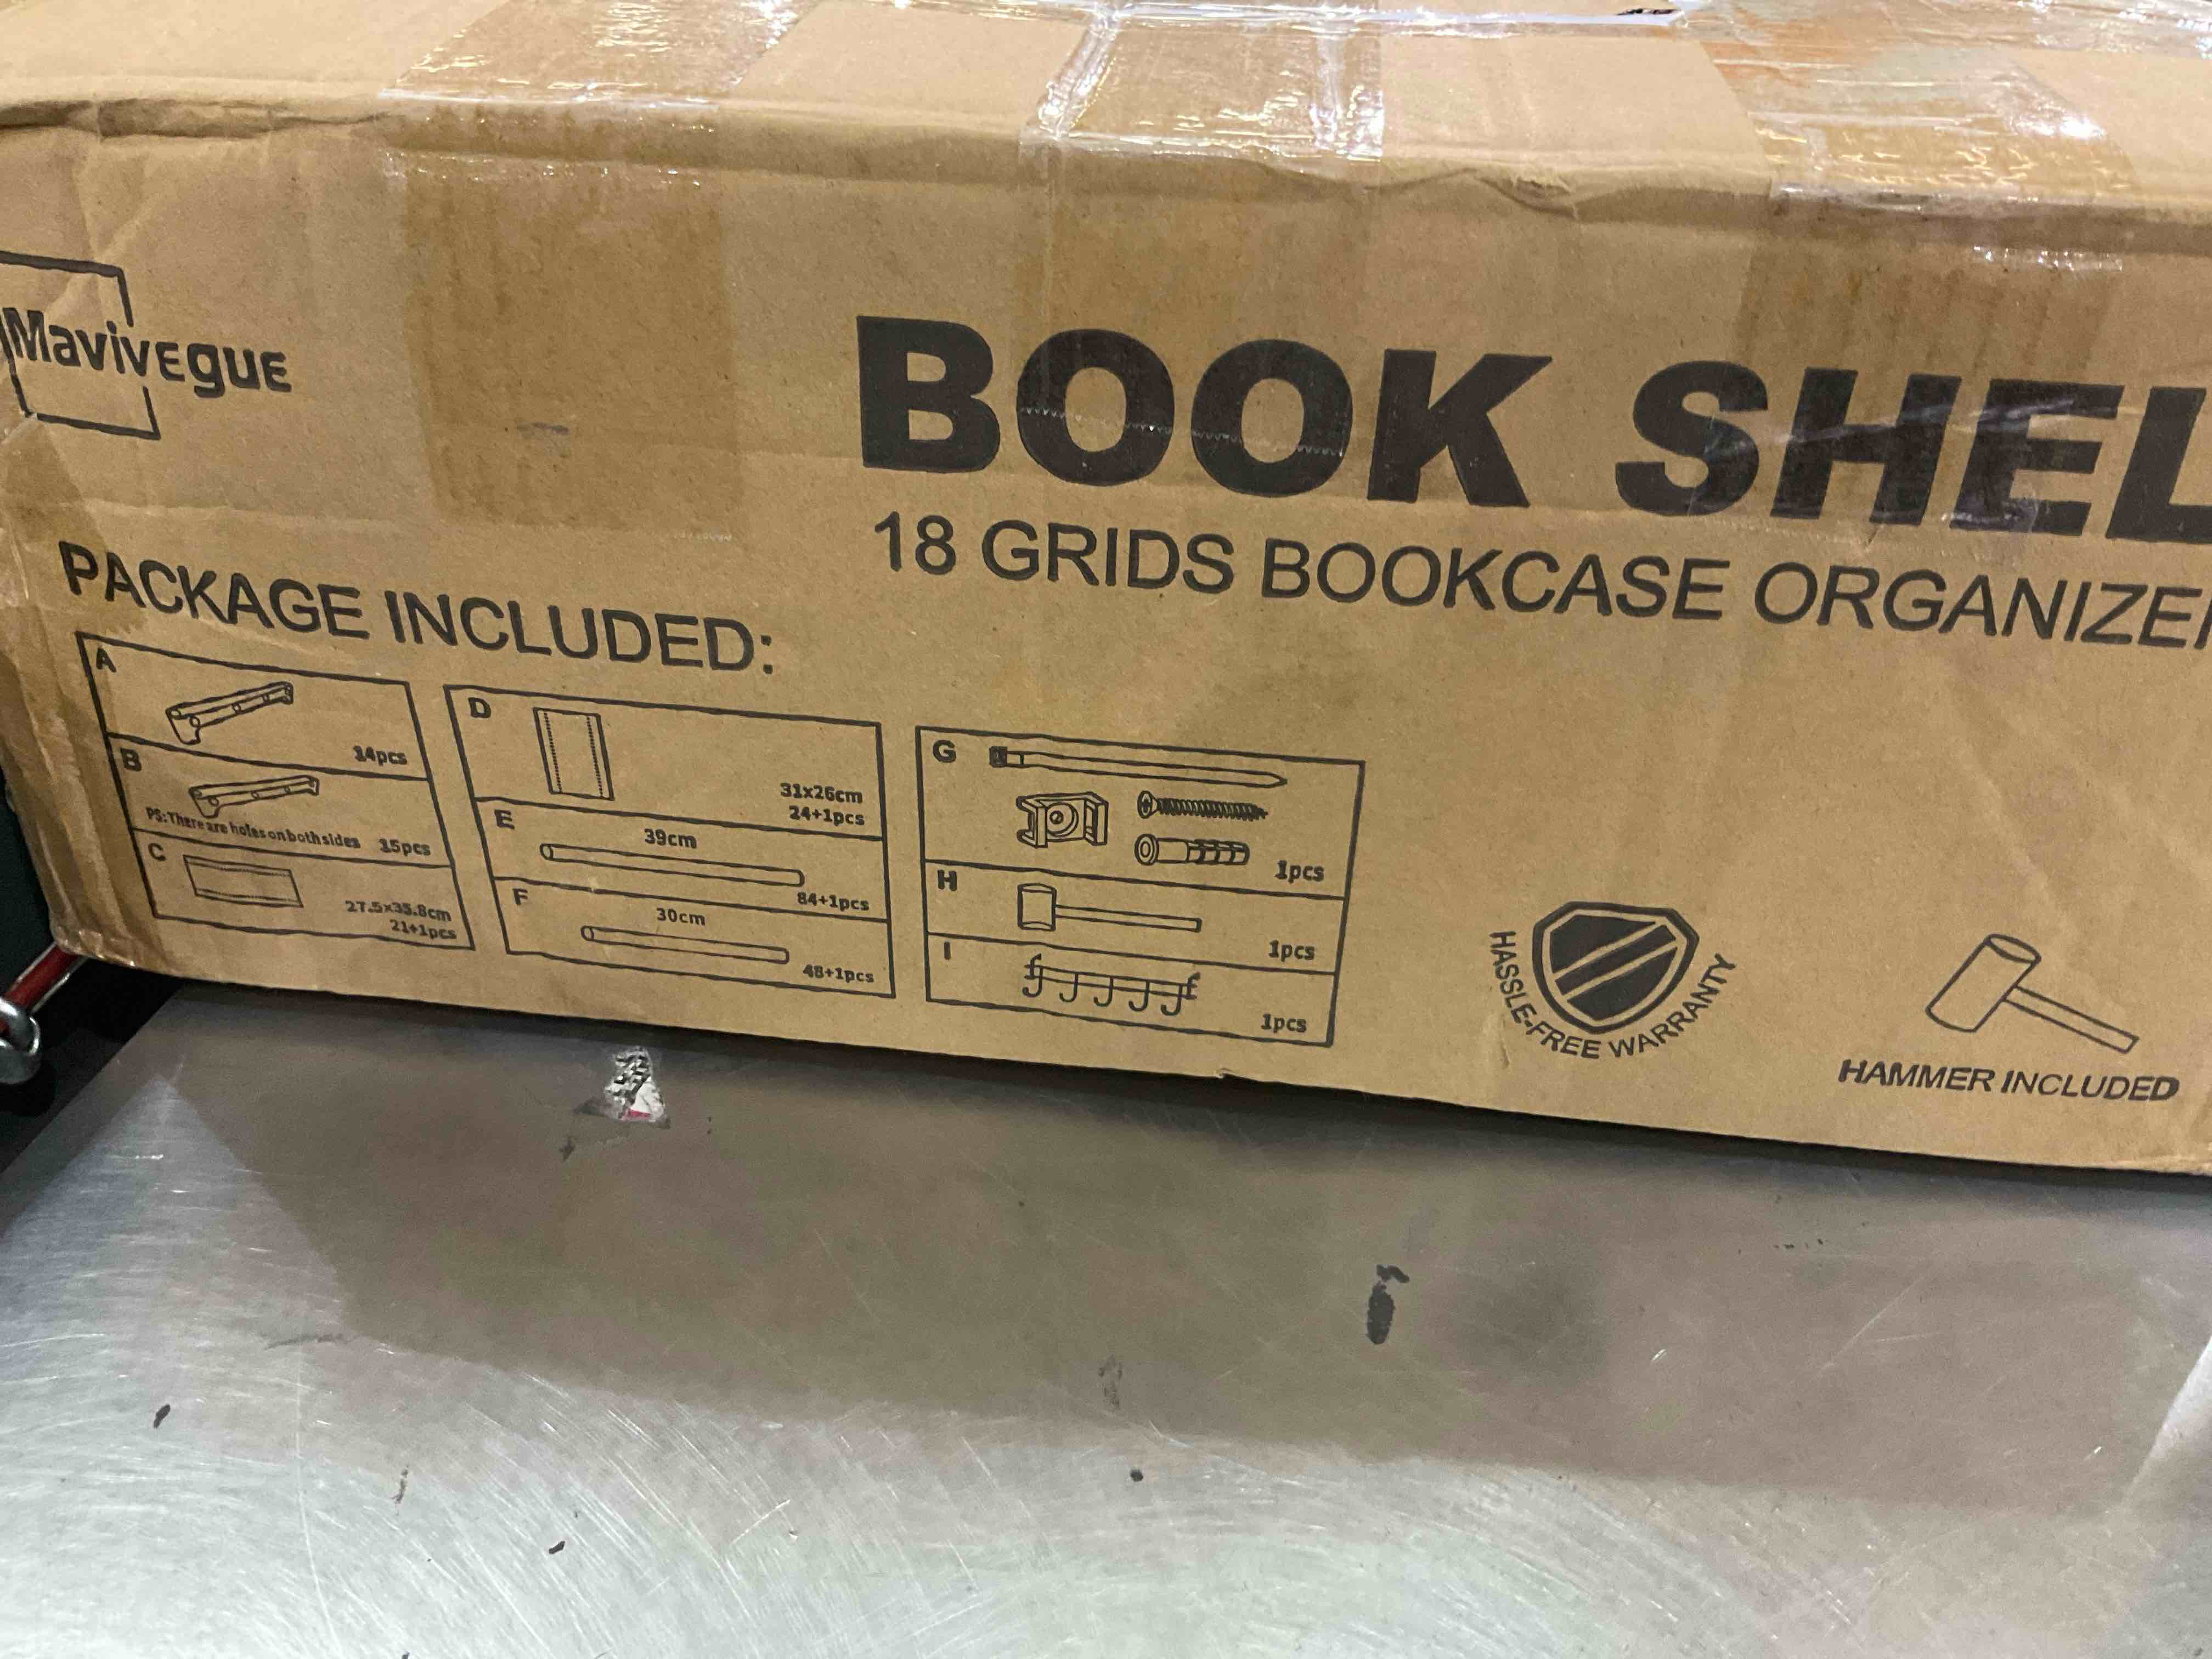 Mavivegue
BOOK SHEL
18 GRIDS BOOKCASE ORGANIZE
PACKAGE INCLUDED:
A
14pcs
B
PS:There are holes on both sides 15pcs
C
27.5x35.8cm
21+1pcs
D
31x26cm
24+1pcs
E
39cm
84+1pcs
F
30cm
48+1pcs
G
1pcs
H
1pcs
I
1pcs
HASSLE-FREE WARRANTY
HAMMER INCLUDED